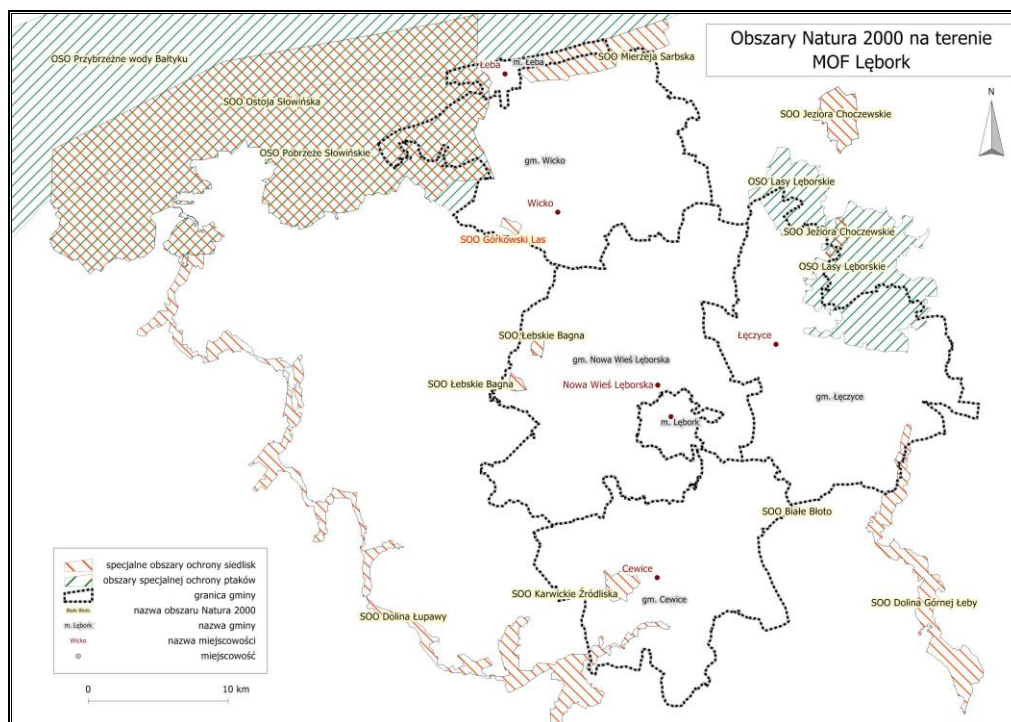 Obszary Natura 2000 na terenie
MOF Lębork
N
OSO Przybrzeżne wody Bałtyku
Łeba
m. Łeba
SOO Mierzeja Sarbska
SOO Ostoja Słowińska
SOO Jeziora Choczewskie
OSO Pobrzeże Słowińskie
gm. Wicko
OSO Lasy Lęborskie
Wicko
SOO Górkowski Las
SOO Jeziora Choczewskie
OSO Lasy Lęborskie
SOO Łebskie Bagna
Łęczyce
gm. Nowa Wieś Lęborska
SOO Łebskie Bagna
Nowa Wieś Lęborska
gm. Łęczyce
m. Lębork
SOO Białe Błoto
Cewice
SOO Karwickie Źródliska
gm. Cewice
SOO Dolina Łupawy
SOO Dolina Górnej Łeby
specjalne obszary ochrony siedlisk
obszary specjalnej ochrony ptaków
granica gminy
Białe Błoto nazwa obszaru Natura 2000
m. Lębork nazwa gminy
Wicko nazwa miejscowości
miejscowość
0 10 km